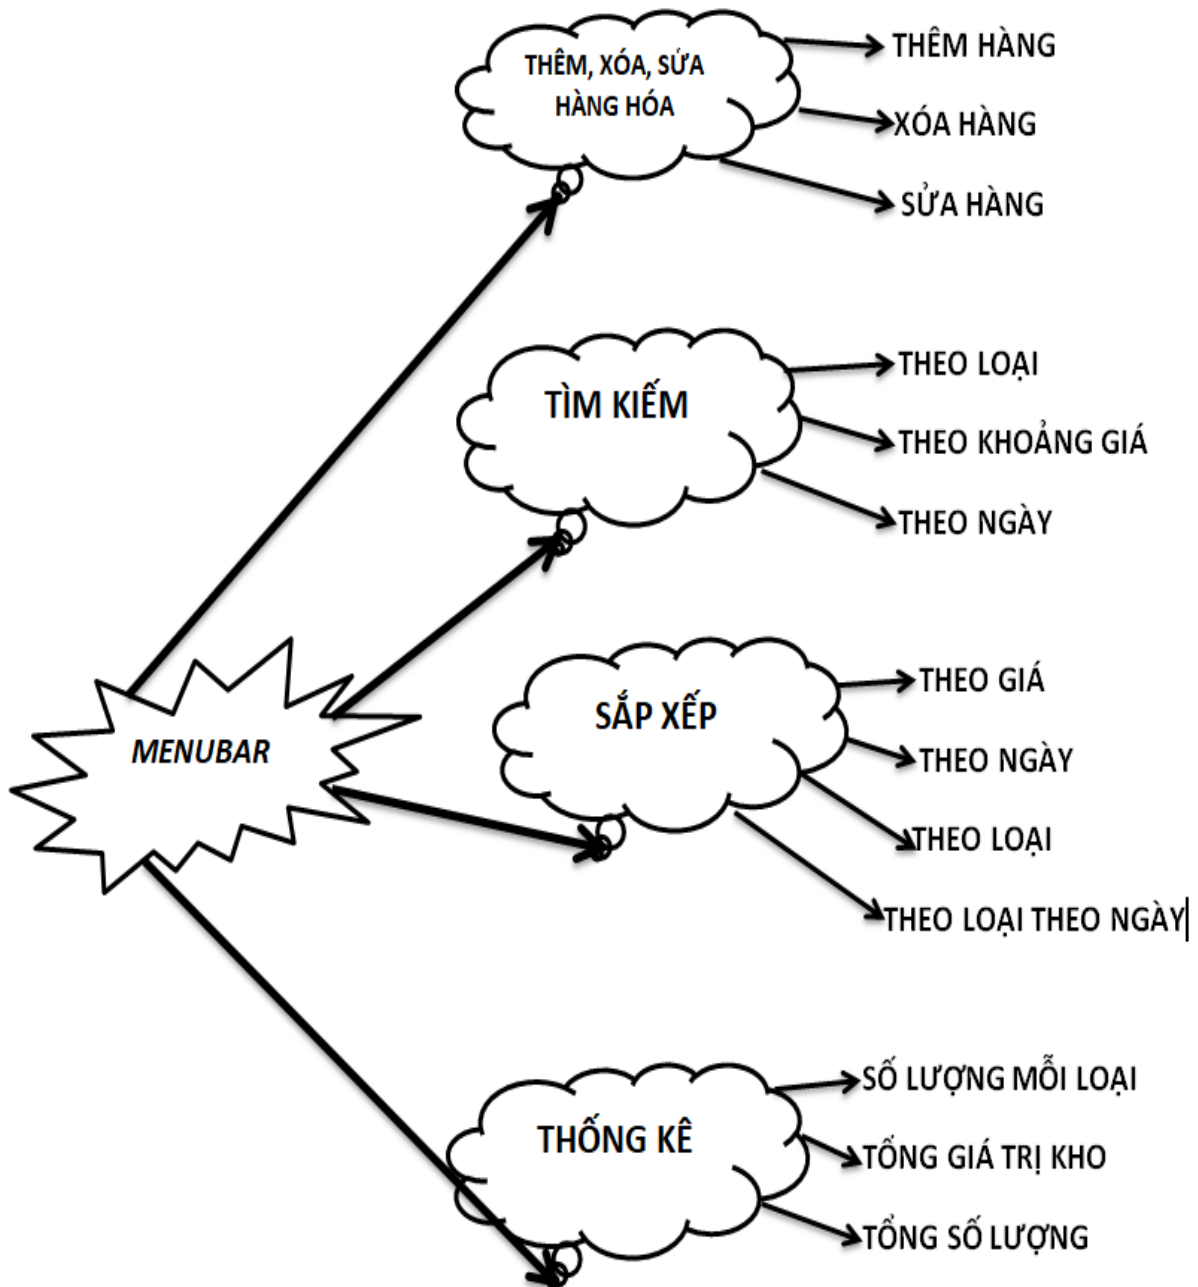 THÊM, XÓA, SỬA
HÀNG HÓA
THÊM HÀNG
XÓA HÀNG
SỬA HÀNG
TÌM KIẾM
THEO LOẠI
THEO KHOẢNG GIÁ
THEO NGÀY
MENUBAR
SẮP XẾP
THEO GIÁ
THEO NGÀY
THEO LOẠI
THEO LOẠI THEO NGÀY
THỐNG KÊ
SỐ LƯỢNG MỖI LOẠI
TỔNG GIÁ TRỊ KHO
TỔNG SỐ LƯỢNG